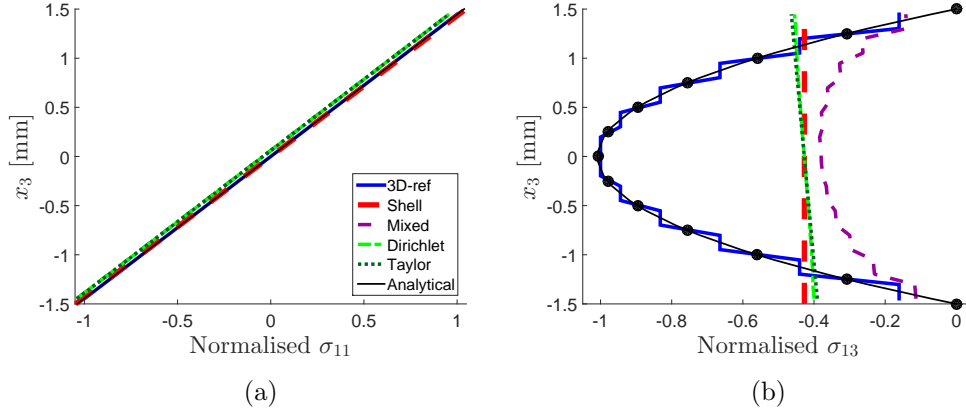 1.5
1
0.5
0
-0.5
-1
-1.5
x₃ [mm]
-1 -0.5 0 0.5 1
Normalised σ₁₁
3D-ref
Shell
Mixed
Dirichlet
Taylor
Analytical
(a)
1.5
1
0.5
0
-0.5
-1
-1.5
x₃ [mm]
-1 -0.8 -0.6 -0.4 -0.2 0
Normalised σ₁₃
(b)